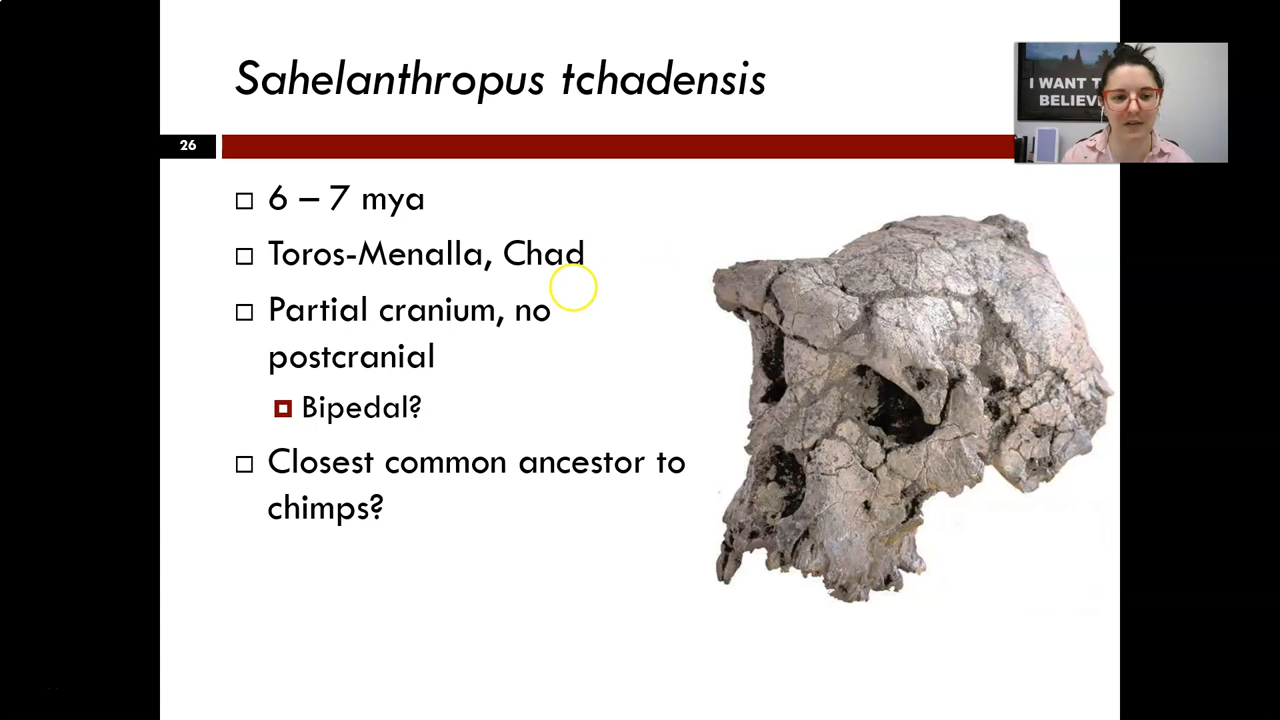 Sahelanthropus tchadensis
26
I WANT T
BELIEV
6 – 7 mya
Toros-Menalla, Chad
Partial cranium, no
postcranial
Bipedal?
Closest common ancestor to
chimps?